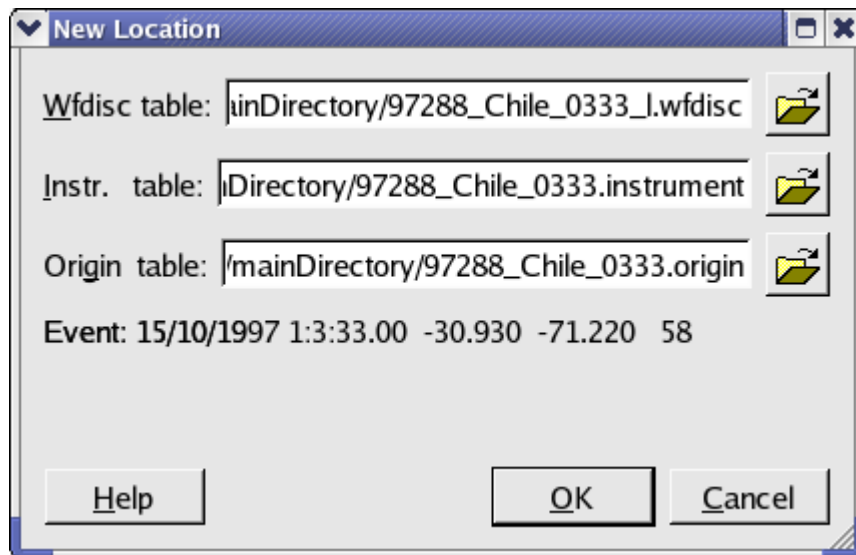 New Location
Wfdisc table: ainDirectory/97288_Chile_0333_l.wfdisc
Instr. table: Directory/97288_Chile_0333.instrument
Origin table: /mainDirectory/97288_Chile_0333.origin
Event: 15/10/1997 1:3:33.00 -30.930 -71.220 58
Help OK Cancel